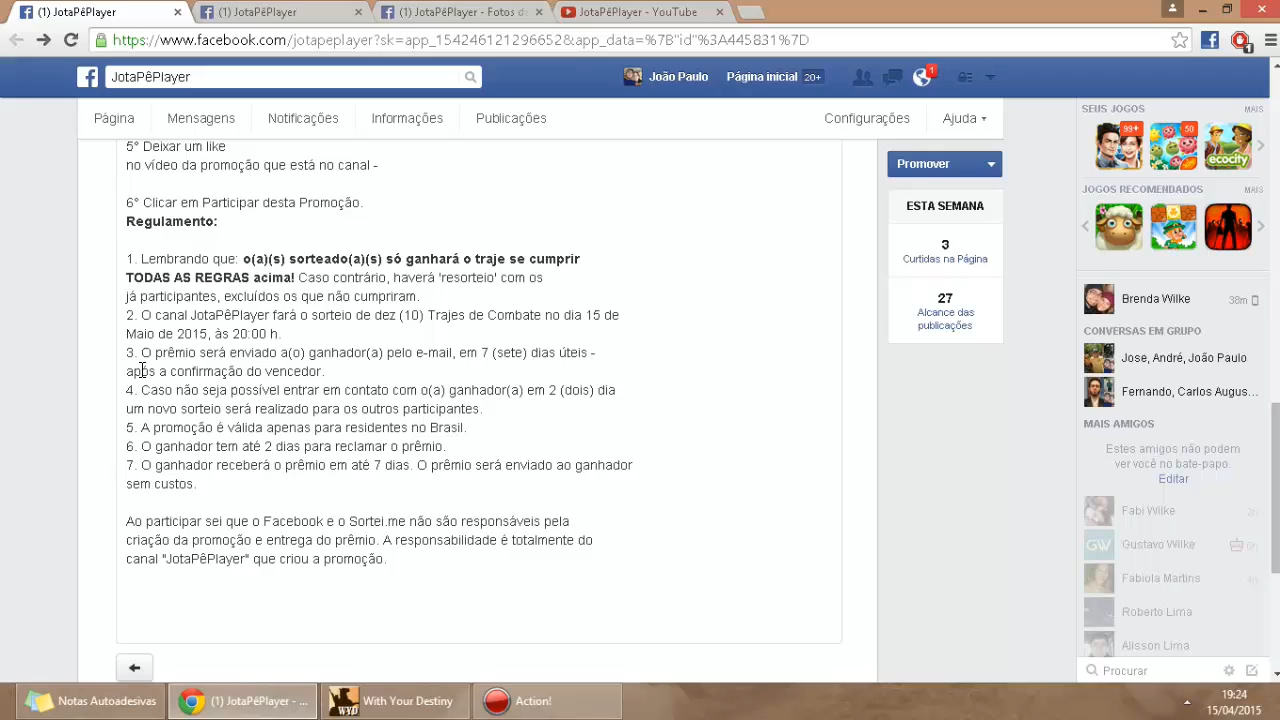 (1) JotaPêPlayer
(1) JotaPêPlayer
(1) JotaPêPlayer - Fotos d
JotaPêPlayer - YouTube
https://www.facebook.com/jotapeplayer?sk=app_154246121296652&app_data=%7B"id"%3A445831%7D
1
JotaPêPlayer
João Paulo
Página inicial 20+
1
Página
Mensagens
Notificações
Informações
Publicações
Configurações
Ajuda
5° Deixar um like
no vídeo da promoção que está no canal -
6° Clicar em Participar desta Promoção.
Regulamento:
1. Lembrando que: o(a)(s) sorteado(a)(s) só ganhará o traje se cumprir
TODAS AS REGRAS acima! Caso contrário, haverá 'resorteio' com os
já participantes, excluídos os que não cumpriram.
2. O canal JotaPêPlayer fará o sorteio de dez (10) Trajes de Combate no dia 15 de
Maio de 2015, às 20:00 h.
3. O prêmio será enviado a(o) ganhador(a) pelo e-mail, em 7 (sete) dias úteis -
após a confirmação do vencedor.
4. Caso não seja possível entrar em contato com o(a) ganhador(a) em 2 (dois) dia
um novo sorteio será realizado para os outros participantes.
5. A promoção é válida apenas para residentes no Brasil.
6. O ganhador tem até 2 dias para reclamar o prêmio.
7. O ganhador receberá o prêmio em até 7 dias. O prêmio será enviado ao ganhador
sem custos.
Ao participar sei que o Facebook e o Sortei.me não são responsáveis pela
criação da promoção e entrega do prêmio. A responsabilidade é totalmente do
canal "JotaPêPlayer" que criou a promoção.
Promover
ESTA SEMANA
3
Curtidas na Página
27
Alcance das
publicações
SEUS JOGOS
MAIS
99+
50
ecocity
JOGOS RECOMENDADOS
MAIS
Brenda Wilke
38m
CONVERSAS EM GRUPO
Jose, André, João Paulo
Fernando, Carlos Augus...
MAIS AMIGOS
Estes amigos não podem
ver você no bate-papo.
Editar
Fabi Wilke
2h
GW
Gustavo Wilke
Fabiola Martins
4h
Roberto Lima
Alisson Lima
Procurar
Notas Autoadesivas
(1) JotaPêPlayer - ...
WYD
With Your Destiny
Action!
19:24
15/04/2015